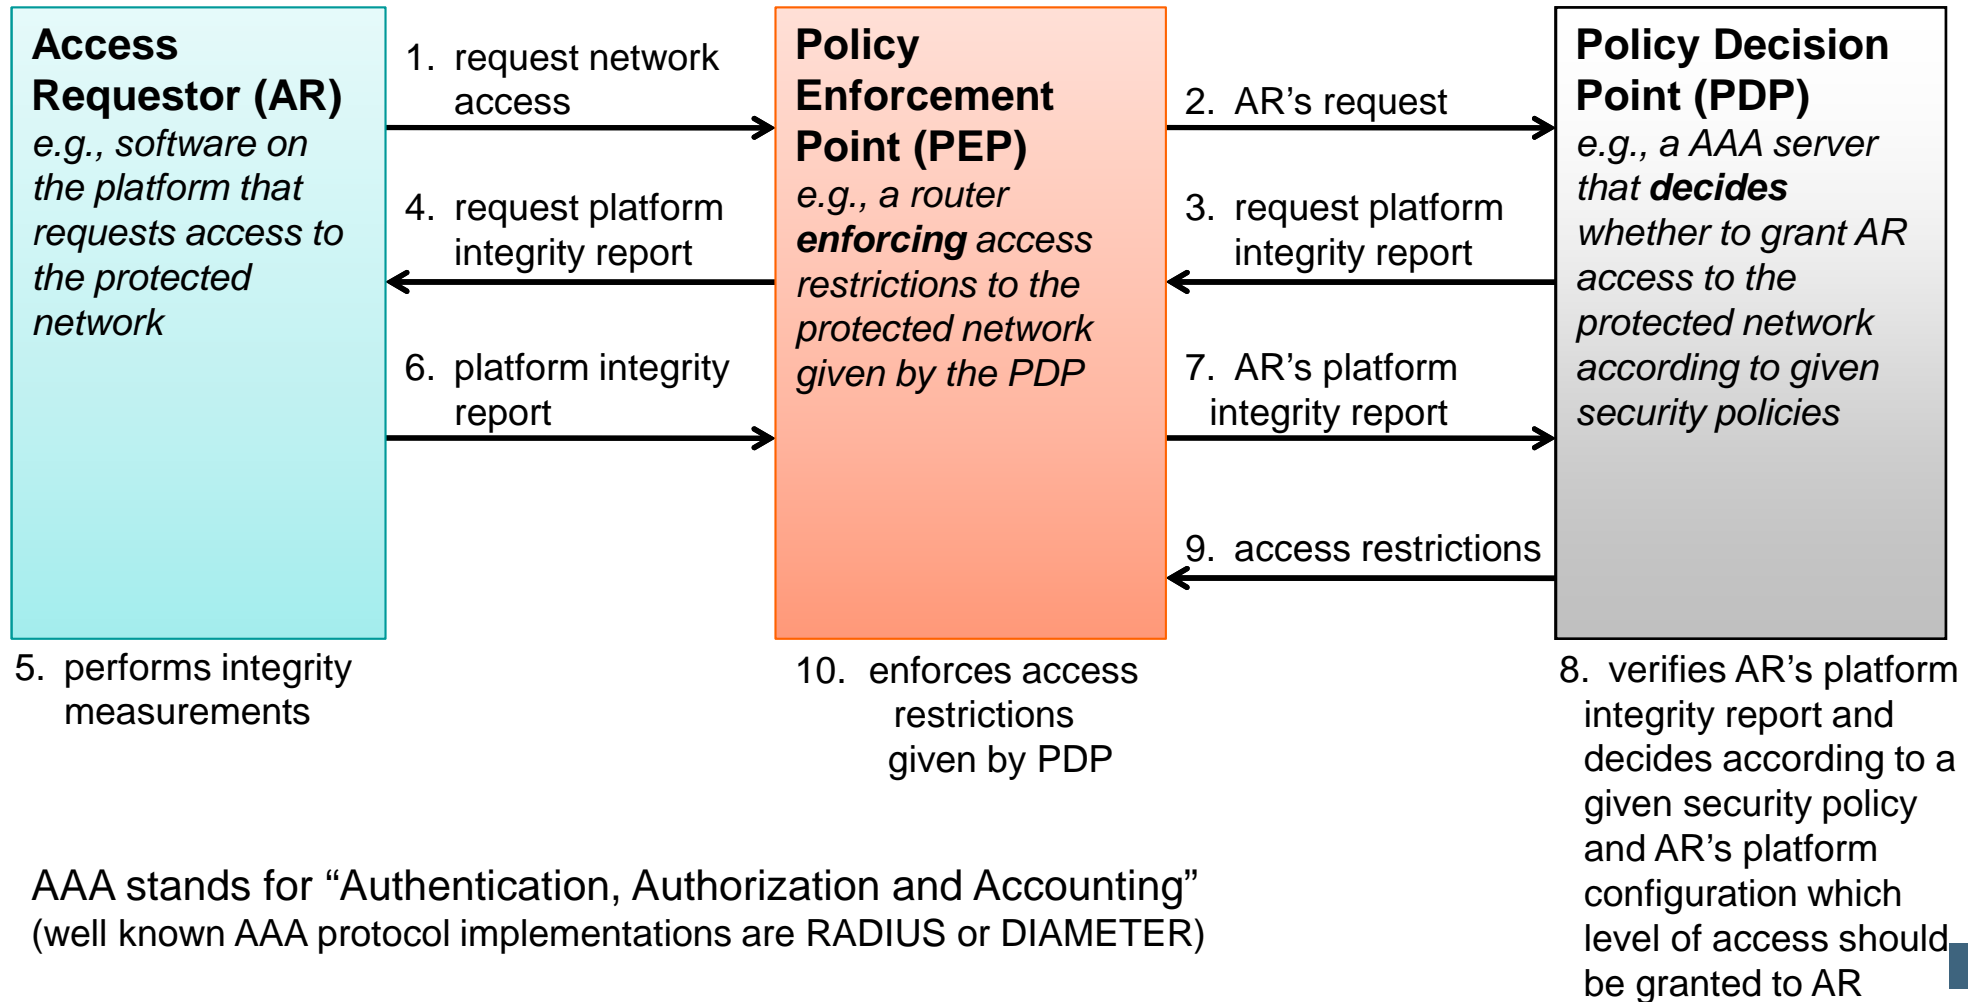 Access
Requestor (AR)
e.g., software on
the platform that
requests access to
the protected
network
1. request network
access
4. request platform
integrity report
6. platform integrity
report
Policy
Enforcement
Point (PEP)
e.g., a router
enforcing access
restrictions to the
protected network
given by the PDP
2. AR’s request
3. request platform
integrity report
7. AR’s platform
integrity report
9. access restrictions
Policy Decision
Point (PDP)
e.g., a AAA server
that decides
whether to grant AR
access to the
protected network
according to given
security policies
5. performs integrity
measurements
10. enforces access
restrictions
given by PDP
8. verifies AR’s platform
integrity report and
decides according to a
given security policy
and AR’s platform
configuration which
level of access should
be granted to AR
AAA stands for “Authentication, Authorization and Accounting”
(well known AAA protocol implementations are RADIUS or DIAMETER)